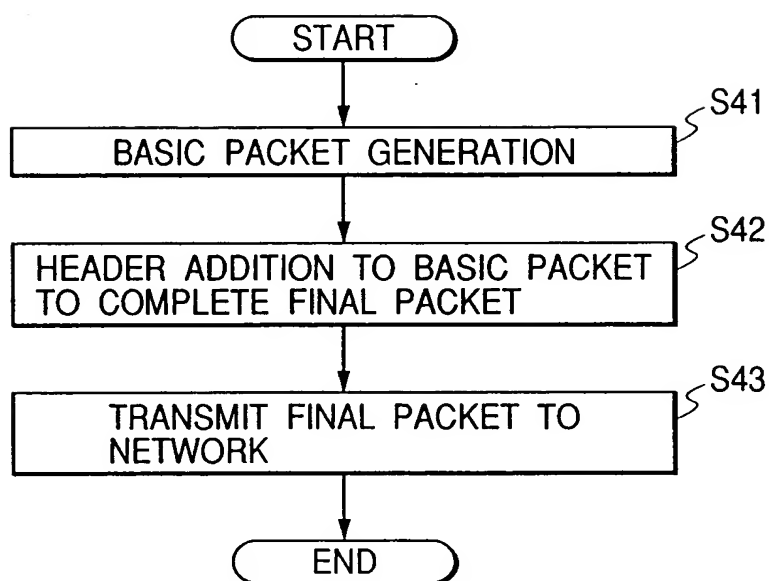 START
S41
BASIC PACKET GENERATION
S42
HEADER ADDITION TO BASIC PACKET
TO COMPLETE FINAL PACKET
S43
TRANSMIT FINAL PACKET TO
NETWORK
END